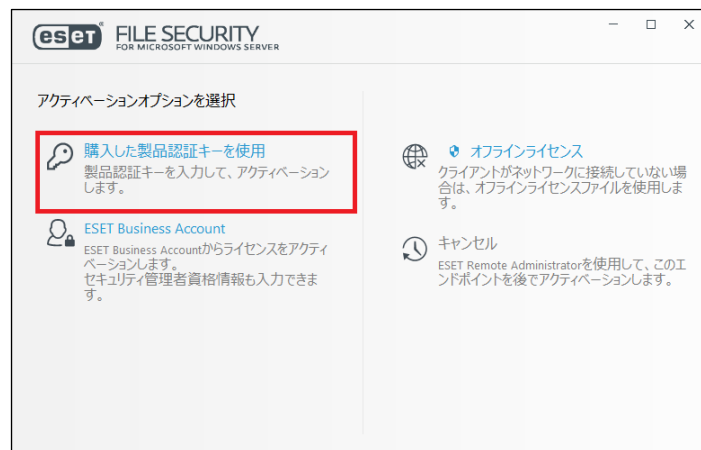 eset FILE SECURITY
FOR MICROSOFT WINDOWS SERVER
アクティベーションオプションを選択
購入した製品認証キーを使用
製品認証キーを入力して、アクティベーション
します。
ESET Business Account
ESET Business Accountからライセンスをアクティ
ベーションします。
セキュリティ管理者資格情報も入力できま
す。
オフラインライセンス
クライアントがネットワークに接続していない場
合は、オフラインライセンスファイルを使用しま
す。
キャンセル
ESET Remote Administratorを使用して、このエ
ンドポイントを後でアクティベーションします。